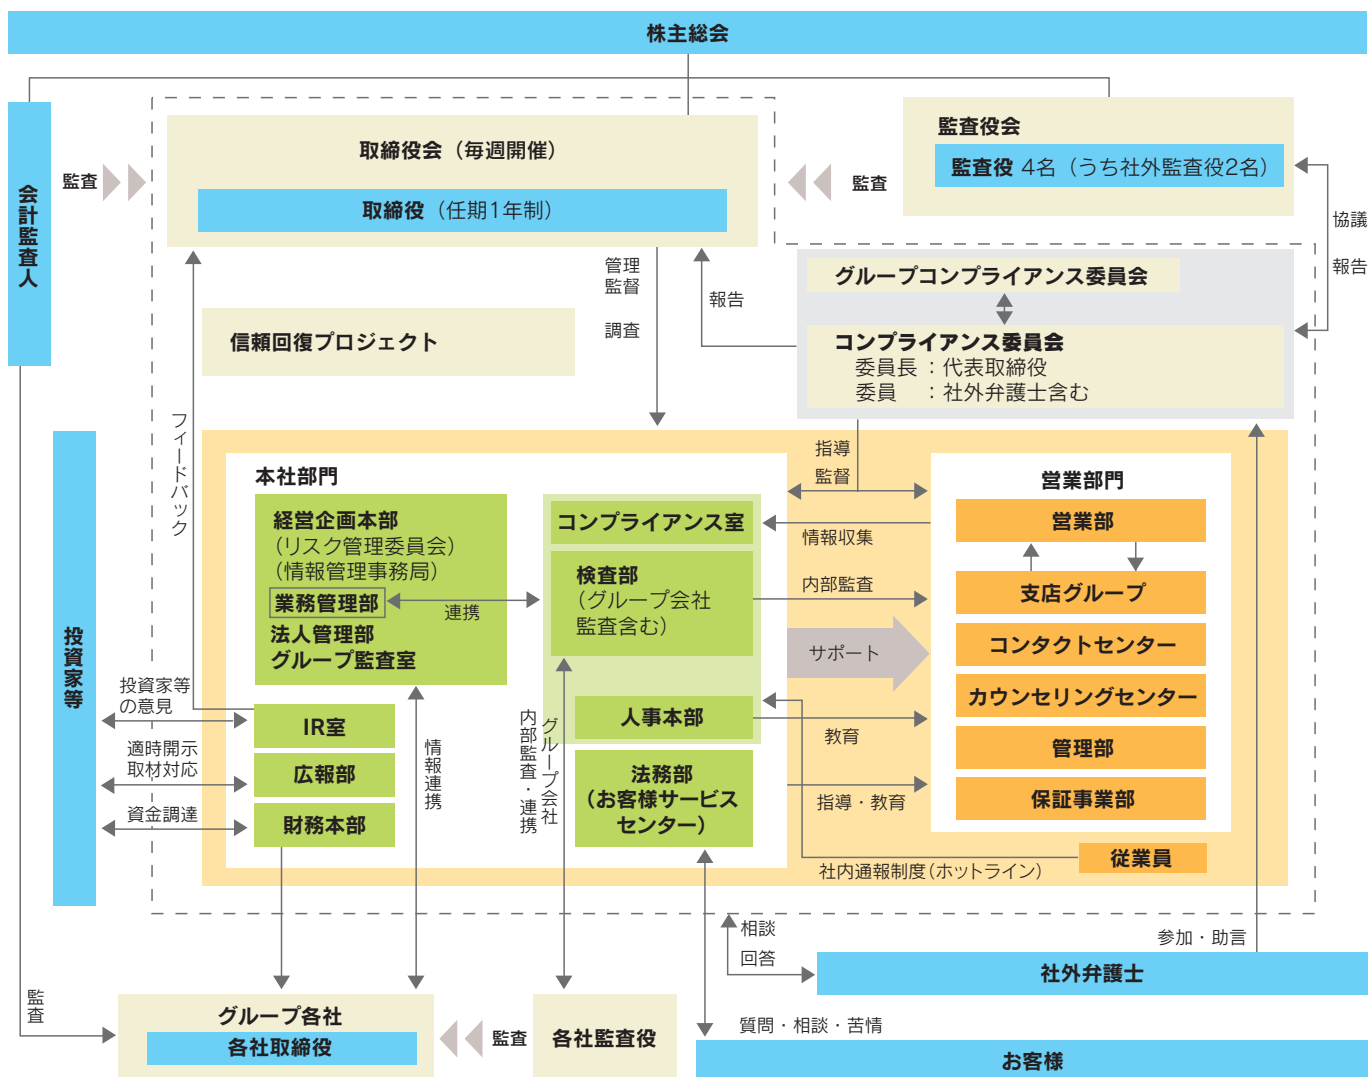 株主総会
会計監査人
監査
取締役会（毎週開催）
取締役（任期1年制）
監査
監査役会
監査役 4名（うち社外監査役2名）
協議
報告
管理
監督
調査
報告
グループコンプライアンス委員会
コンプライアンス委員会
委員長：代表取締役
委員　：社外弁護士含む
信頼回復プロジェクト
フィードバック
投資家等
本社部門
経営企画本部
（リスク管理委員会）
（情報管理事務局）
業務管理部
法人管理部
グループ監査室
連携
コンプライアンス室
検査部
（グループ会社
監査含む）
人事本部
法務部
（お客様サービス
センター）
IR室
広報部
財務本部
投資家等
の意見
適時開示
取材対応
資金調達
情報連携
グループ会社
内部監査・連携
指導
監督
情報収集
内部監査
サポート
教育
指導・教育
社内通報制度（ホットライン）
営業部門
営業部
支店グループ
コンタクトセンター
カウンセリングセンター
管理部
保証事業部
従業員
相談
回答
参加・助言
社外弁護士
質問・相談・苦情
お客様
監査
グループ各社
各社取締役
監査
各社監査役